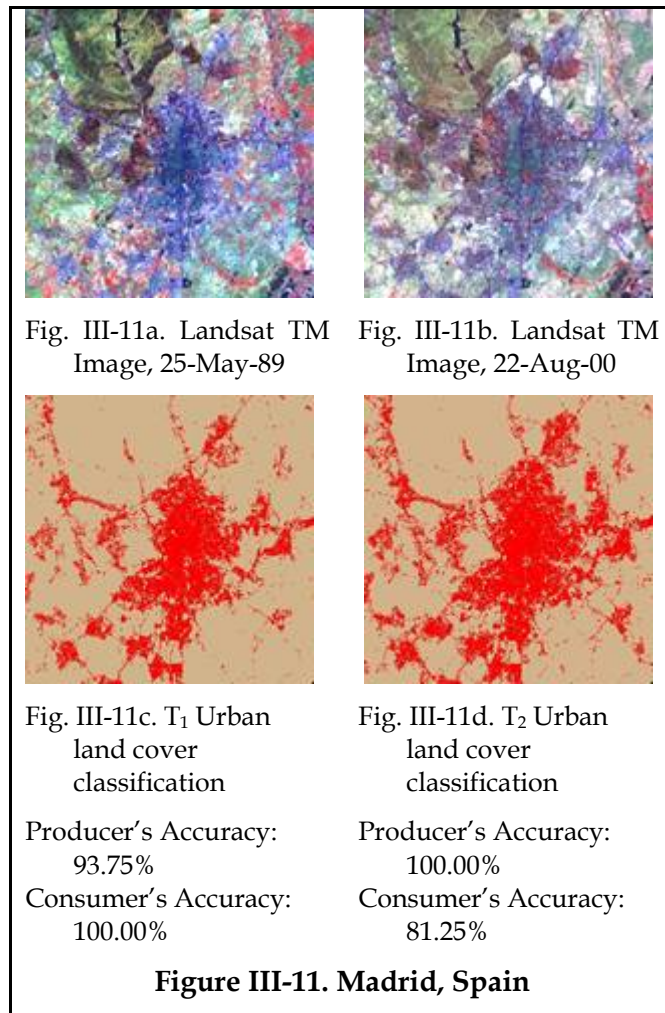 Fig. III-11a. Landsat TM
Image, 25-May-89
Fig. III-11b. Landsat TM
Image, 22-Aug-00
Fig. III-11c. T₁ Urban
land cover
classification
Producer's Accuracy:
93.75%
Consumer's Accuracy:
100.00%
Fig. III-11d. T₂ Urban
land cover
classification
Producer's Accuracy:
100.00%
Consumer's Accuracy:
81.25%
Figure III-11. Madrid, Spain